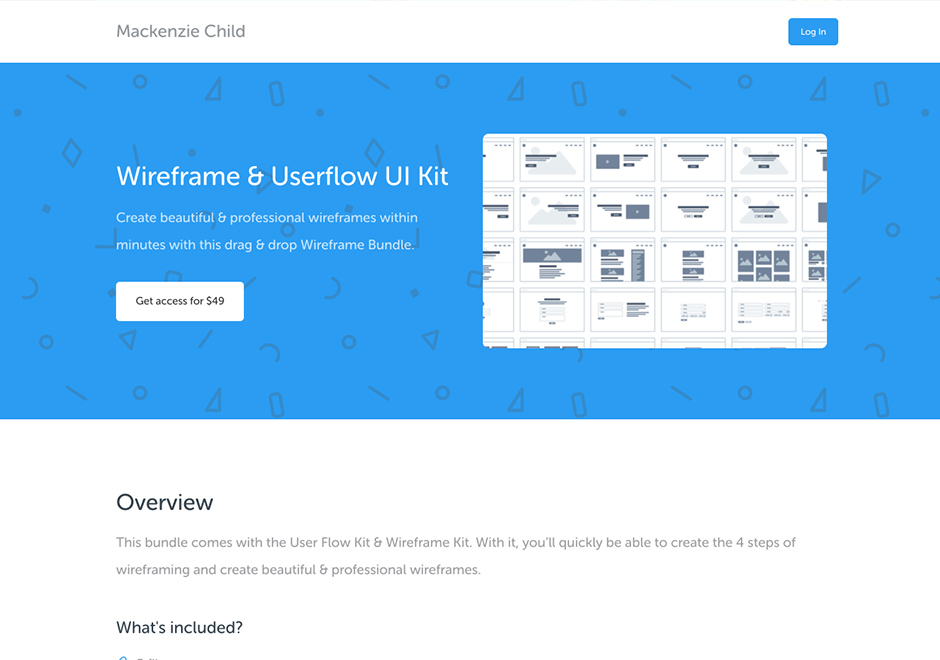 Mackenzie Child
Log In
Wireframe & Userflow UI Kit
Create beautiful & professional wireframes within
minutes with this drag & drop Wireframe Bundle.
Get access for $49
Overview
This bundle comes with the User Flow Kit & Wireframe Kit. With it, you'll quickly be able to create the 4 steps of
wireframing and create beautiful & professional wireframes.
What's included?